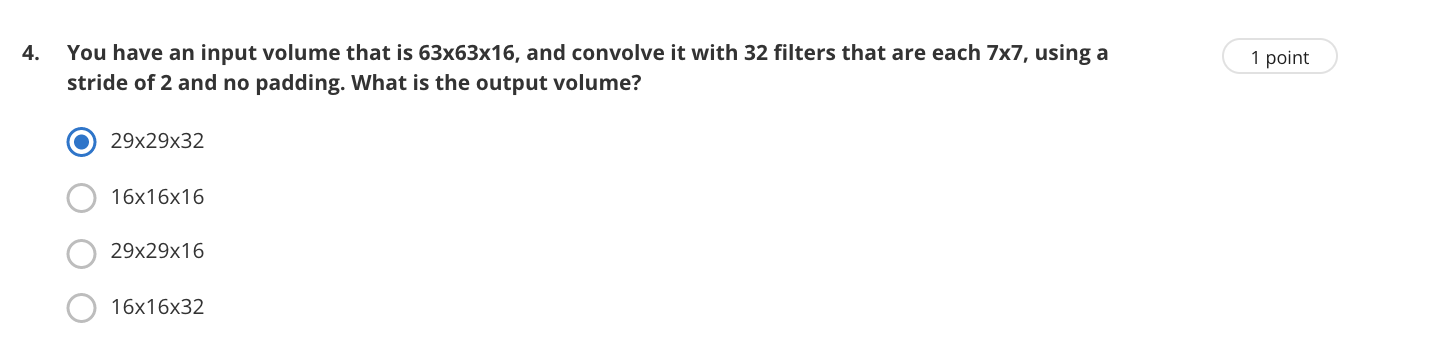 4. You have an input volume that is 63x63x16, and convolve it with 32 filters that are each 7x7, using a
1 point
stride of 2 and no padding. What is the output volume?
29x29x32
16x16x16
29x29x16
16x16x32